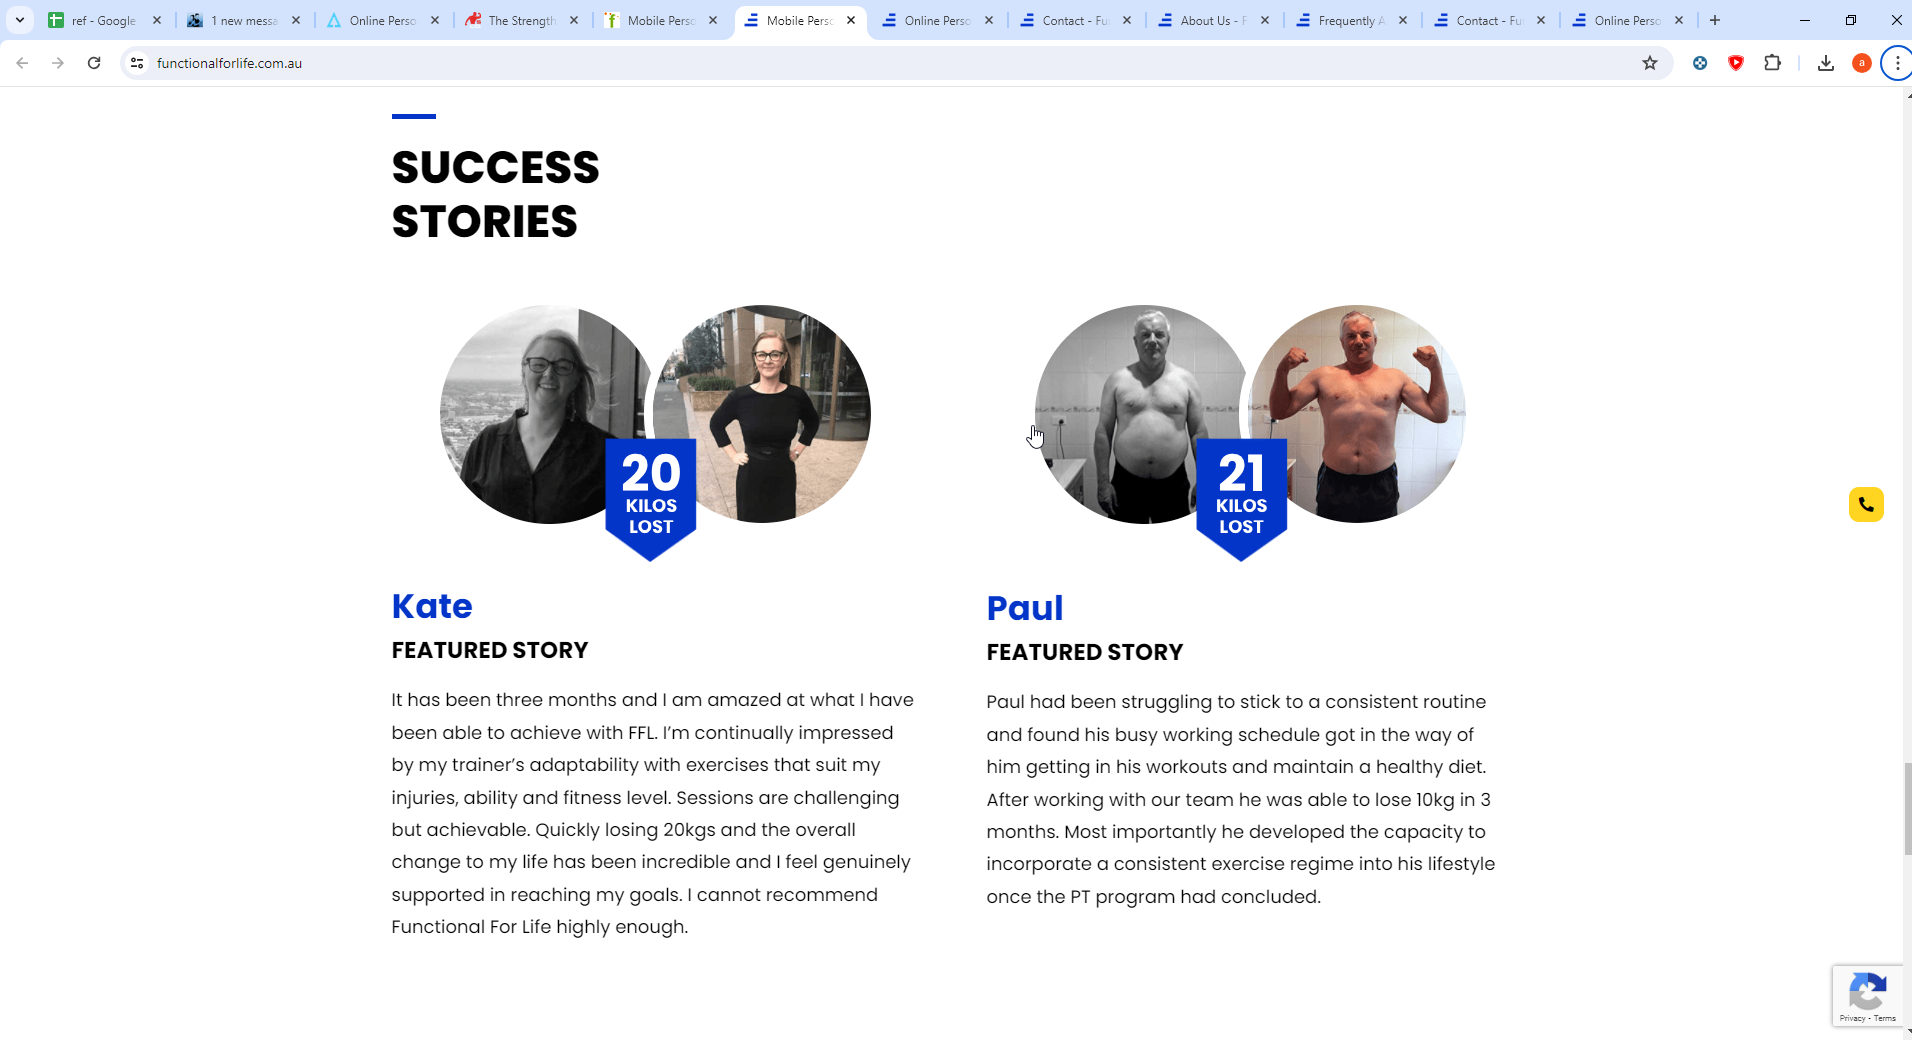 ref - Google
1 new messa
Online Perso
The Strength
Mobile Perso
Mobile Perso
Online Perso
Contact - Fu
About Us - F
Frequently A
Contact - Fu
Online Perso
functionalforlife.com.au
a
SUCCESS
STORIES
20
KILOS
LOST
21
KILOS
LOST
Kate
FEATURED STORY
It has been three months and I am amazed at what I have
been able to achieve with FFL. I’m continually impressed
by my trainer’s adaptability with exercises that suit my
injuries, ability and fitness level. Sessions are challenging
but achievable. Quickly losing 20kgs and the overall
change to my life has been incredible and I feel genuinely
supported in reaching my goals. I cannot recommend
Functional For Life highly enough.
Paul
FEATURED STORY
Paul had been struggling to stick to a consistent routine
and found his busy working schedule got in the way of
him getting in his workouts and maintain a healthy diet.
After working with our team he was able to lose 10kg in 3
months. Most importantly he developed the capacity to
incorporate a consistent exercise regime into his lifestyle
once the PT program had concluded.
Privacy - Terms